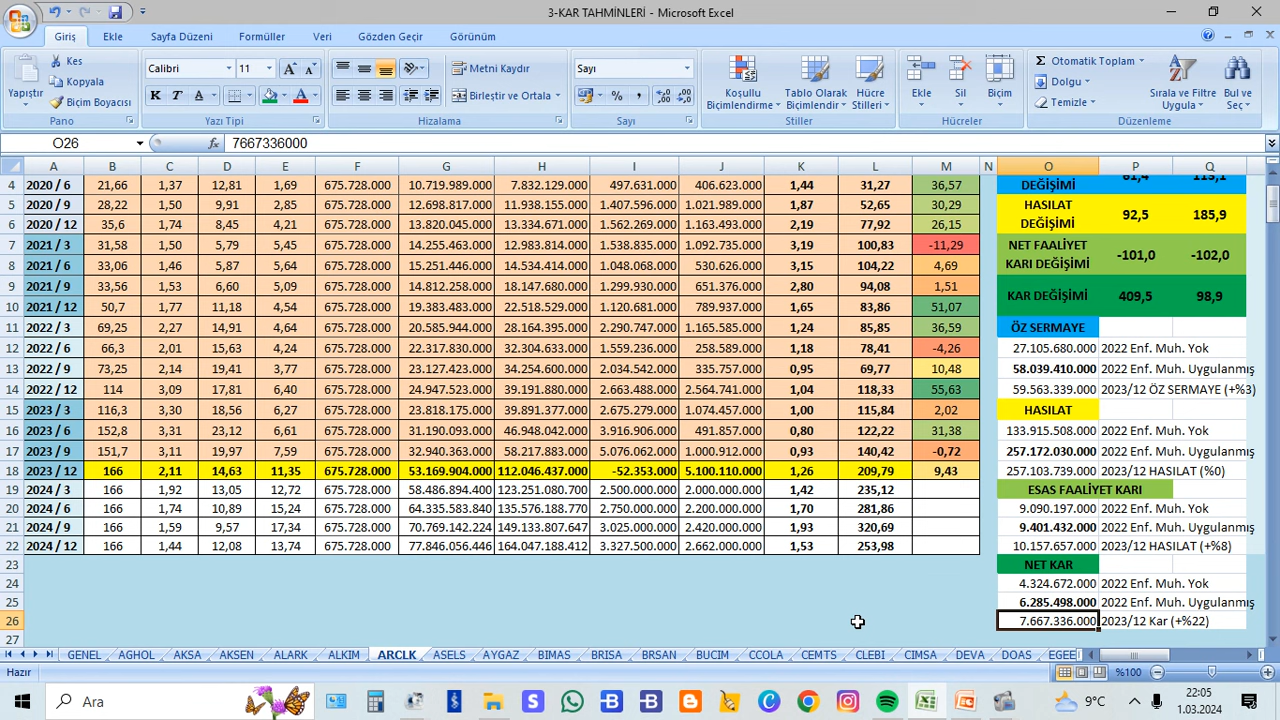 3-KAR TAHMİNLERİ - Microsoft Excel
Giriş Ekle Sayfa Düzeni Formüller Veri Gözden Geçir Görünüm
Yapıştır Kes Kopyala Biçim Boyacısı Pano
Calibri 11 K T A Yazı Tipi
Metni Kaydır Birleştir ve Ortala Hizalama
Sayı % Sayı
Koşullu Biçimlendirme Tablo Olarak Biçimlendir Hücre Stilleri Stiller
Ekle Sil Biçim Hücreler
Otomatik Toplam Dolgu Temizle Sırala ve Filtre Uygula Bul ve Seç Düzenleme
O26 fx 7667336000
A B C D E F G H I J K L M N O P Q
4 2020 / 6 21,66 1,37 12,81 1,69 675.728.000 10.719.989.000 7.832.129.000 497.631.000 406.623.000 1,44 31,27 36,57
5 2020 / 9 28,22 1,50 9,91 2,85 675.728.000 12.698.817.000 11.938.155.000 1.407.596.000 1.021.989.000 1,87 52,65 30,29
6 2020 / 12 35,6 1,74 8,45 4,21 675.728.000 13.820.045.000 13.334.671.000 1.562.269.000 1.163.493.000 2,19 77,92 26,15
7 2021 / 3 31,58 1,50 5,79 5,45 675.728.000 14.255.463.000 12.983.814.000 1.538.835.000 1.092.735.000 3,19 100,83 -11,29
8 2021 / 6 33,06 1,46 5,87 5,64 675.728.000 15.251.446.000 14.534.414.000 1.048.068.000 530.626.000 3,15 104,22 4,69
9 2021 / 9 33,56 1,53 6,60 5,09 675.728.000 14.812.258.000 18.147.680.000 1.299.930.000 651.376.000 2,80 94,08 1,51
10 2021 / 12 50,7 1,77 11,18 4,54 675.728.000 19.383.483.000 22.518.529.000 1.120.681.000 789.937.000 1,65 83,86 51,07
11 2022 / 3 69,25 2,27 14,91 4,64 675.728.000 20.585.944.000 28.164.395.000 2.290.747.000 1.165.585.000 1,24 85,85 36,59
12 2022 / 6 66,3 2,01 15,63 4,24 675.728.000 22.317.830.000 32.304.633.000 1.559.236.000 258.589.000 1,18 78,41 -4,26
13 2022 / 9 73,25 2,14 19,41 3,77 675.728.000 23.127.423.000 34.254.600.000 2.034.542.000 335.757.000 0,95 69,77 10,48
14 2022 / 12 114 3,09 17,81 6,40 675.728.000 24.947.523.000 39.191.880.000 2.663.488.000 2.564.741.000 1,04 118,33 55,63
15 2023 / 3 116,3 3,30 18,56 6,27 675.728.000 23.818.175.000 39.891.377.000 2.675.279.000 1.074.457.000 1,00 115,84 2,02
16 2023 / 6 152,8 3,31 23,12 6,61 675.728.000 31.190.093.000 46.948.042.000 3.916.906.000 491.857.000 0,80 122,22 31,38
17 2023 / 9 151,7 3,11 19,97 7,59 675.728.000 32.940.363.000 58.217.883.000 5.076.062.000 1.000.912.000 0,93 140,42 -0,72
18 2023 / 12 166 2,11 14,63 11,35 675.728.000 53.169.904.000 112.046.437.000 -52.353.000 5.100.110.000 1,26 209,79 9,43
19 2024 / 3 166 1,92 13,05 12,72 675.728.000 58.486.894.400 123.251.080.700 2.500.000.000 2.000.000.000 1,42 235,12
20 2024 / 6 166 1,74 10,89 15,24 675.728.000 64.335.583.840 135.576.188.770 2.750.000.000 2.200.000.000 1,70 281,86
21 2024 / 9 166 1,59 9,57 17,34 675.728.000 70.769.142.224 149.133.807.647 3.025.000.000 2.420.000.000 1,93 320,69
22 2024 / 12 166 1,44 12,08 13,74 675.728.000 77.846.056.446 164.047.188.412 3.327.500.000 2.662.000.000 1,53 253,98
23
24
25
26
27
DEĞİŞİMİ
HASILAT DEĞİŞİMİ 92,5 185,9
NET FAALİYET KARI DEĞİŞİMİ -101,0 -102,0
KAR DEĞİŞİMİ 409,5 98,9
ÖZ SERMAYE
27.105.680.000 2022 Enf. Muh. Yok
58.039.410.000 2022 Enf. Muh. Uygulanmış
59.563.339.000 2023/12 ÖZ SERMAYE (+%3)
HASILAT
133.915.508.000 2022 Enf. Muh. Yok
257.172.030.000 2022 Enf. Muh. Uygulanmış
257.103.739.000 2023/12 HASILAT (%0)
ESAS FAALİYET KARI
9.090.197.000 2022 Enf. Muh. Yok
9.401.432.000 2022 Enf. Muh. Uygulanmış
10.157.657.000 2023/12 HASILAT (+%8)
NET KAR
4.324.672.000 2022 Enf. Muh. Yok
6.285.498.000 2022 Enf. Muh. Uygulanmış
7.667.336.000 2023/12 Kar (+%22)
GENEL AGHOL AKSA AKSEN ALARK ALKIM ARCLK ASELS AYGAZ BIMAS BRISA BRSAN BUCIM CCOLA CEMTS CLEBI CIMSA DEVA DOAS EGEE
Hazır %100
Ara 9°C 22:05
1.03.2024